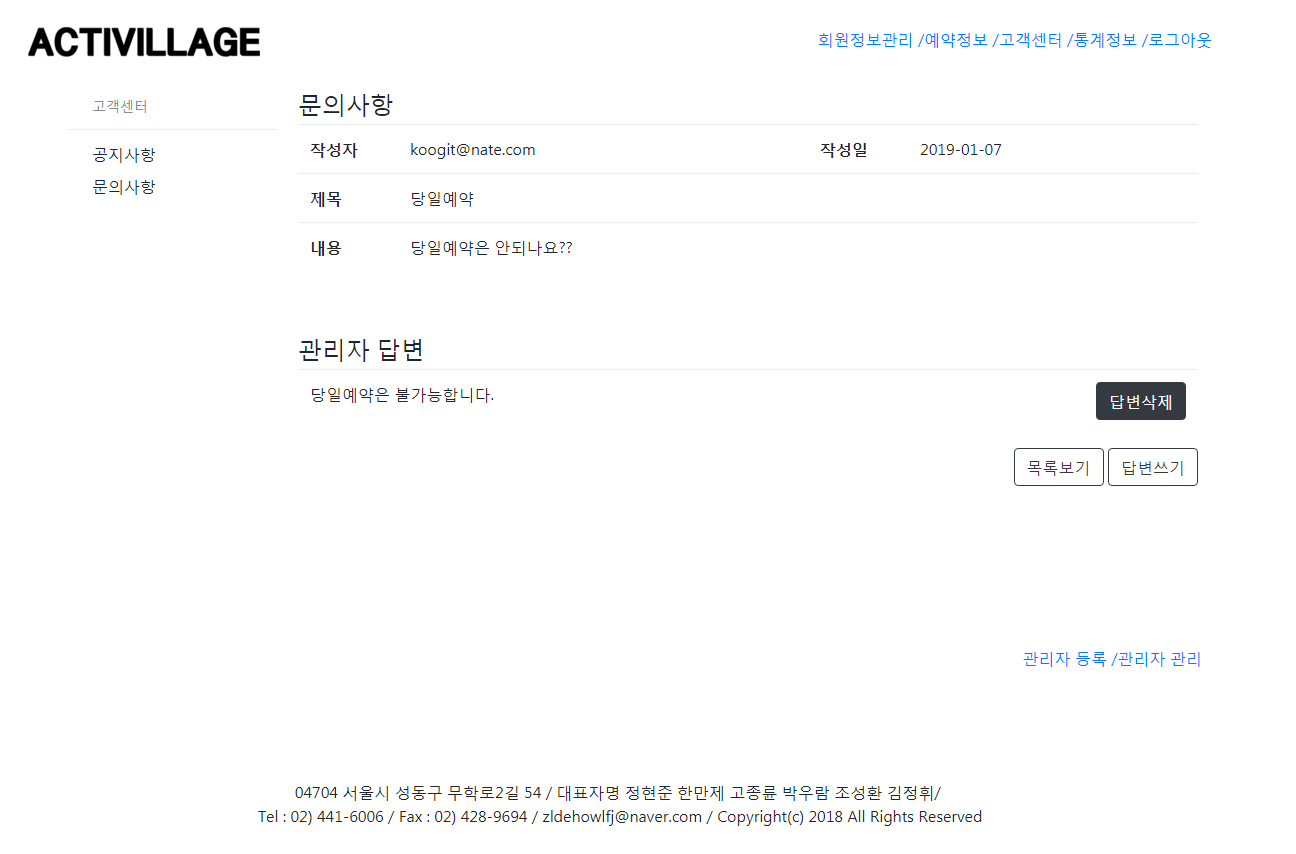 ACTIVILLAGE
회원정보관리 /예약정보 /고객센터 /통계정보 /로그아웃
고객센터
공지사항
문의사항
문의사항
작성자 koogit@nate.com 작성일 2019-01-07
제목 당일예약
내용 당일예약은 안되나요??
관리자 답변
당일예약은 불가능합니다.
답변삭제
목록보기 답변쓰기
관리자 등록 /관리자 관리
04704 서울시 성동구 무학로2길 54 / 대표자명 정현준 한만제 고종륜 박우람 조성환 김정휘/
Tel : 02) 441-6006 / Fax : 02) 428-9694 / zldehowlfj@naver.com / Copyright(c) 2018 All Rights Reserved